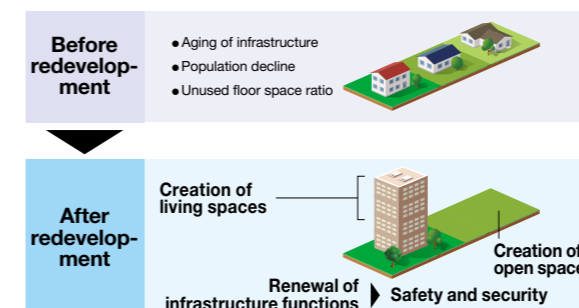 Before
redevelop-
ment
● Aging of infrastructure
● Population decline
● Unused floor space ratio
After
redevelop-
ment
Creation of
living spaces
Creation of
open space
Renewal of
infrastructure functions
Safety and security